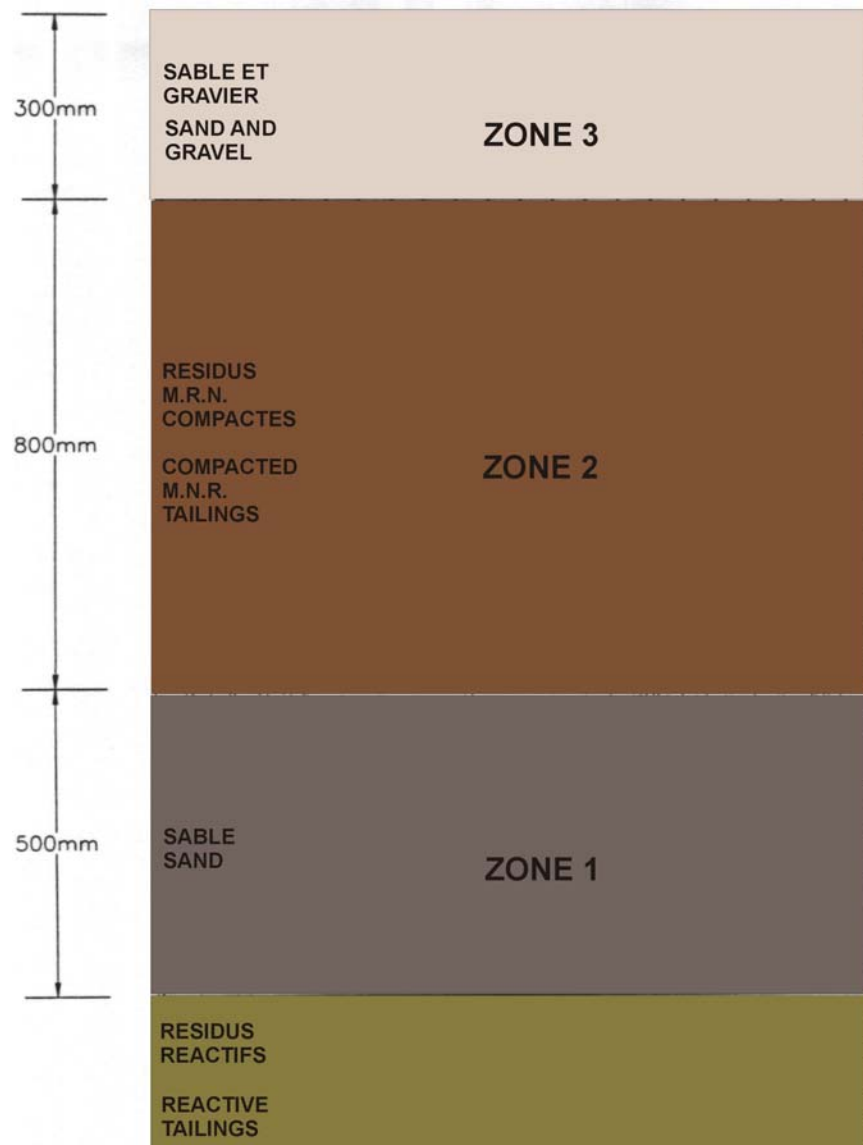 300mm
SABLE ET
GRAVIER
SAND AND
GRAVEL
ZONE 3
800mm
RESIDUS
M.R.N.
COMPACTES
COMPACTED
M.N.R.
TAILINGS
ZONE 2
500mm
SABLE
SAND
ZONE 1
RESIDUS
REACTIFS
REACTIVE
TAILINGS